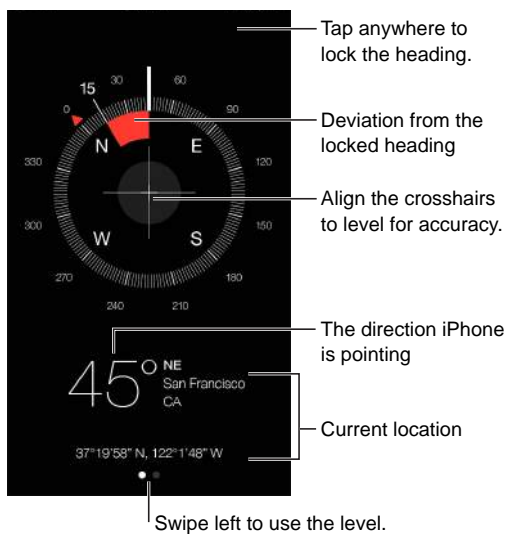 Tap anywhere to
lock the heading.
15
30
60
0
90
Deviation from the
locked heading
N
E
330
120
Align the crosshairs
to level for accuracy.
300
150
W
S
270
180
240
210
The direction iPhone
is pointing
45° NE
San Francisco
CA
Current location
37°19'58" N, 122°1'48" W
Swipe left to use the level.